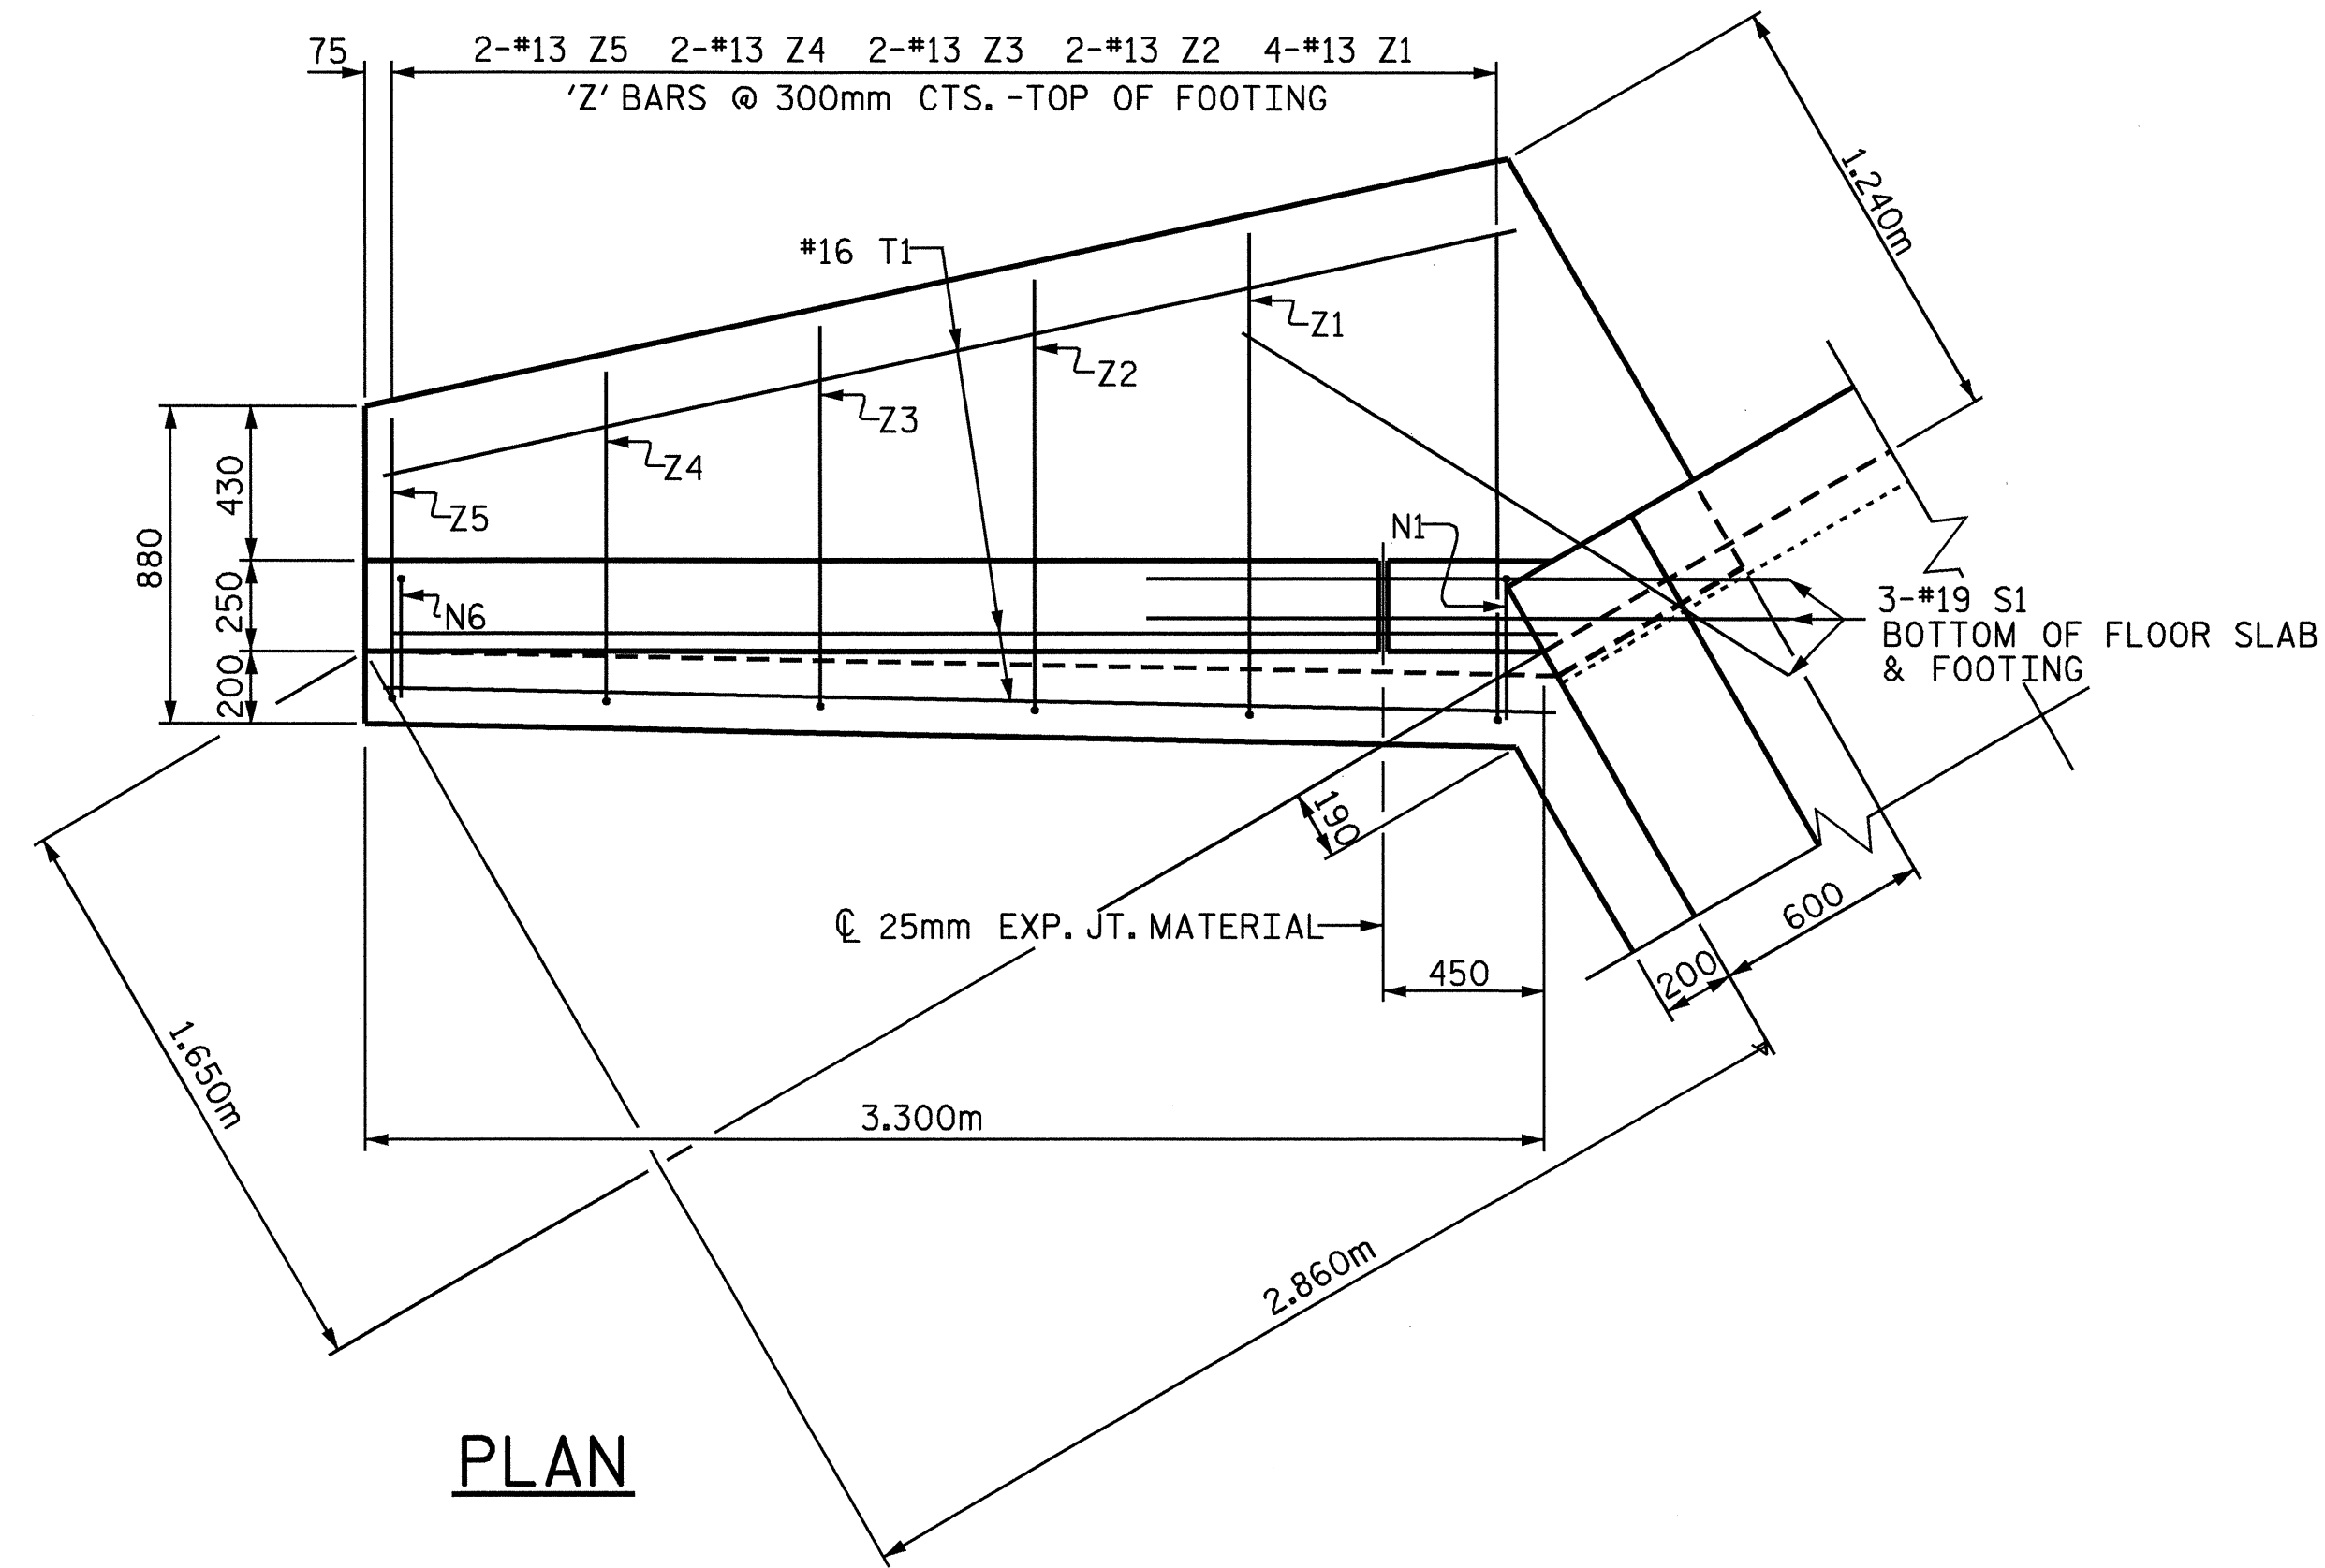 75
2-#13 Z5 2-#13 Z4 2-#13 Z3 2-#13 Z2 4-#13 Z1
'Z' BARS @ 300mm CTS.-TOP OF FOOTING
1.240m
#16 T1
Z1
Z2
Z3
Z4
Z5
N1
N6
880
430
250
200
3-#19 S1
BOTTOM OF FLOOR SLAB
& FOOTING
190
℄ 25mm EXP. JT. MATERIAL
450
600
200
1.650m
3.300m
2.860m
PLAN